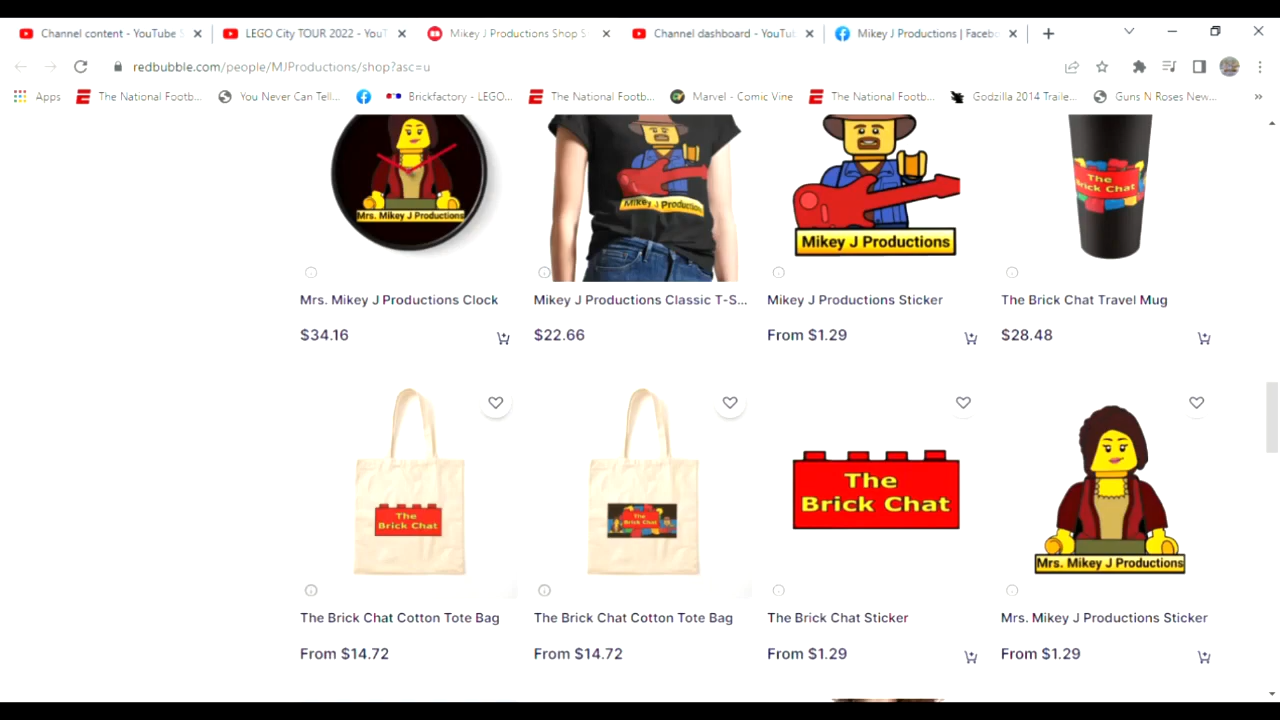 Channel content - YouTube S
LEGO City TOUR 2022 - YouT
Mikey J Productions Shop S
Channel dashboard - YouTu
Mikey J Productions | Facebo
redbubble.com/people/MJProductions/shop?asc=u
Apps
The National Footb...
You Never Can Tell...
Brickfactory - LEGO...
The National Footb...
Marvel - Comic Vine
The National Footb...
Godzilla 2014 Traile...
Guns N Roses New...
»
Mrs. Mikey J Productions
Mikey J Productions
Mikey J Productions
The
Brick Chat
Mrs. Mikey J Productions Clock
Mikey J Productions Classic T-S...
Mikey J Productions Sticker
The Brick Chat Travel Mug
$34.16
$22.66
From $1.29
$28.48
The
Brick Chat
The
Brick Chat
The
Brick Chat
Mrs. Mikey J Productions
The Brick Chat Cotton Tote Bag
The Brick Chat Cotton Tote Bag
The Brick Chat Sticker
Mrs. Mikey J Productions Sticker
From $14.72
From $14.72
From $1.29
From $1.29